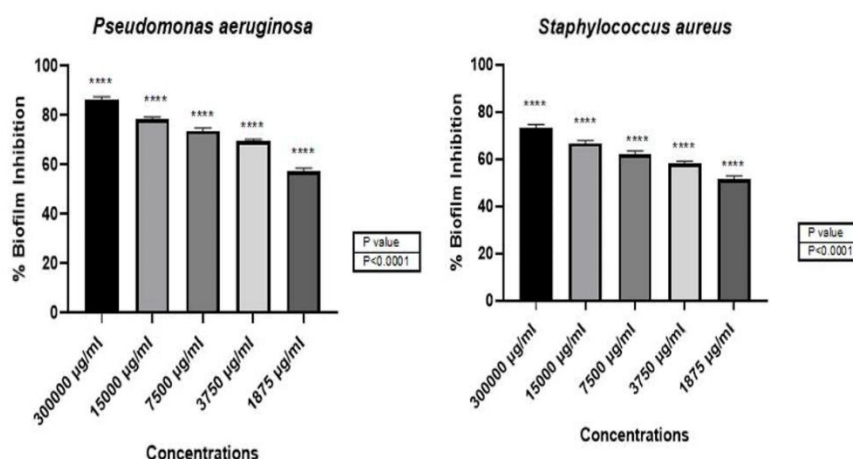 Pseudomonas aeruginosa
% Biofilm Inhibition
100
80
60
40
20
0
****
****
****
****
****
300000 µg/ml
15000 µg/ml
7500 µg/ml
3750 µg/ml
1875 µg/ml
Concentrations
P value
P<0.0001
Staphylococcus aureus
% Biofilm Inhibition
100
80
60
40
20
0
****
****
****
****
****
300000 µg/ml
15000 µg/ml
7500 µg/ml
3750 µg/ml
1875 µg/ml
Concentrations
P value
P<0.0001